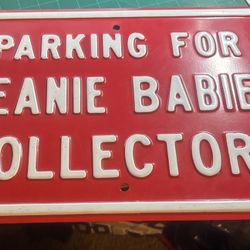 PARKING FOR
EANIE BABIE
OLLECTOR